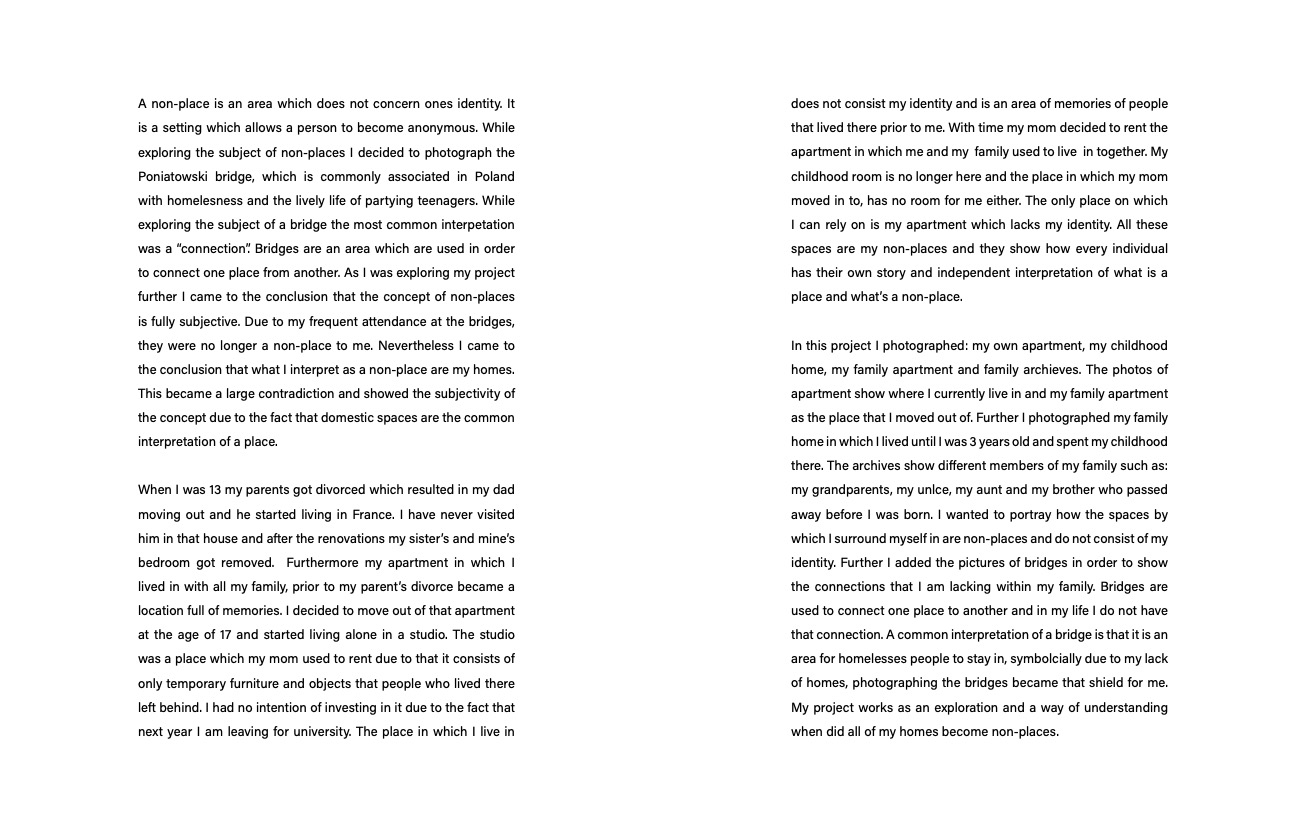 A non-place is an area which does not concern ones identity. It
is a setting which allows a person to become anonymous. While
exploring the subject of non-places I decided to photograph the
Poniatowski bridge, which is commonly associated in Poland
with homelesness and the lively life of partying teenagers. While
exploring the subject of a bridge the most common interpetation
was a “connection”. Bridges are an area which are used in order
to connect one place from another. As I was exploring my project
further I came to the conclusion that the concept of non-places
is fully subjective. Due to my frequent attendance at the bridges,
they were no longer a non-place to me. Nevertheless I came to
the conclusion that what I interpret as a non-place are my homes.
This became a large contradiction and showed the subjectivity of
the concept due to the fact that domestic spaces are the common
interpretation of a place.

When I was 13 my parents got divorced which resulted in my dad
moving out and he started living in France. I have never visited
him in that house and after the renovations my sister’s and mine’s
bedroom got removed.  Furthermore my apartment in which I
lived in with all my family, prior to my parent’s divorce became a
location full of memories. I decided to move out of that apartment
at the age of 17 and started living alone in a studio. The studio
was a place which my mom used to rent due to that it consists of
only temporary furniture and objects that people who lived there
left behind. I had no intention of investing in it due to the fact that
next year I am leaving for university. The place in which I live in
does not consist my identity and is an area of memories of people
that lived there prior to me. With time my mom decided to rent the
apartment in which me and my  family used to live  in together. My
childhood room is no longer here and the place in which my mom
moved in to, has no room for me either. The only place on which
I can rely on is my apartment which lacks my identity. All these
spaces are my non-places and they show how every individual
has their own story and independent interpretation of what is a
place and what’s a non-place.

In this project I photographed: my own apartment, my childhood
home, my family apartment and family archieves. The photos of
apartment show where I currently live in and my family apartment
as the place that I moved out of. Further I photographed my family
home in which I lived until I was 3 years old and spent my childhood
there. The archives show different members of my family such as:
my grandparents, my unlce, my aunt and my brother who passed
away before I was born. I wanted to portray how the spaces by
which I surround myself in are non-places and do not consist of my
identity. Further I added the pictures of bridges in order to show
the connections that I am lacking within my family. Bridges are
used to connect one place to another and in my life I do not have
that connection. A common interpretation of a bridge is that it is an
area for homelesses people to stay in, symbolcially due to my lack
of homes, photographing the bridges became that shield for me.
My project works as an exploration and a way of understanding
when did all of my homes become non-places.